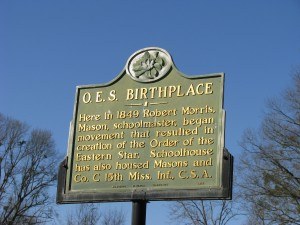 O.E.S. BIRTHPLACE
Here in 1849 Robert Morris,
Mason, schoolmaster, began
movement that resulted in
creation of the Order of the
Eastern Star. Schoolhouse
has also housed Masons and
Co. C 15th Miss. Inf., C.S.A.